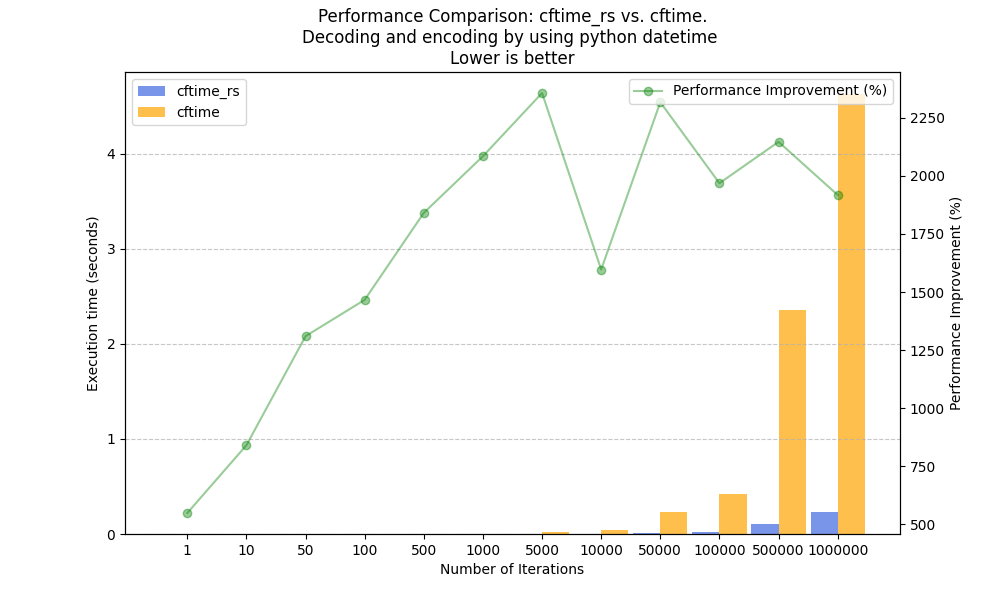 Performance Comparison: cftime_rs vs. cftime.
Decoding and encoding by using python datetime
Lower is better
cftime_rs
cftime
Performance Improvement (%)
4
3
2
1
0
Execution time (seconds)
2250
2000
1750
1500
1250
1000
750
500
Performance Improvement (%)
1 10 50 100 500 1000 5000 10000 50000 100000 500000 1000000
Number of Iterations